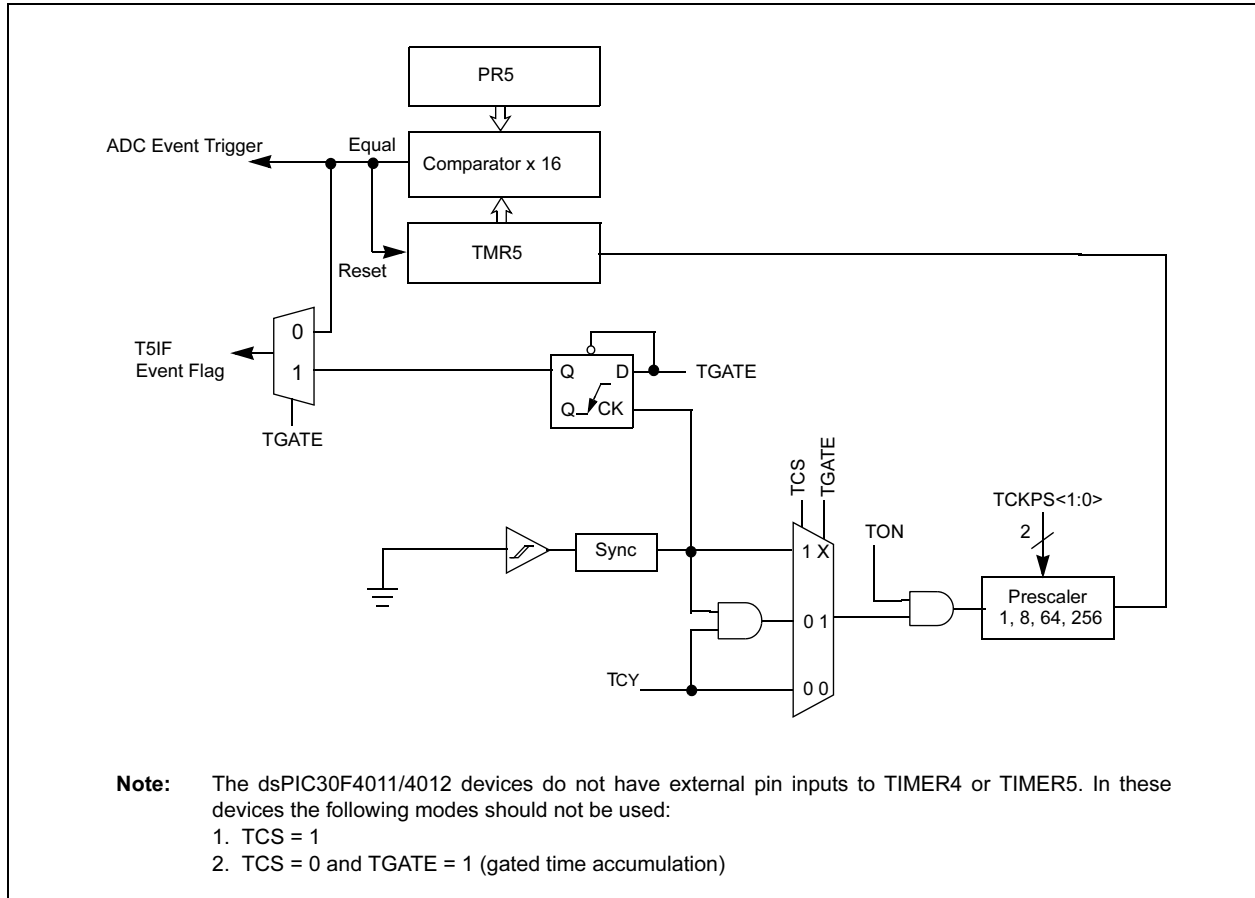 PR5
ADC Event Trigger
Equal
Comparator x 16
TMR5
Reset
0
T5IF
Event Flag
1
Q
D
TGATE
Q
CK
TGATE
TCS
TGATE
TCKPS<1:0>
2
TON
1 X
Sync
Prescaler
1, 8, 64, 256
0 1
TCY
0 0
Note: The dsPIC30F4011/4012 devices do not have external pin inputs to TIMER4 or TIMER5. In these
devices the following modes should not be used:
1. TCS = 1
2. TCS = 0 and TGATE = 1 (gated time accumulation)